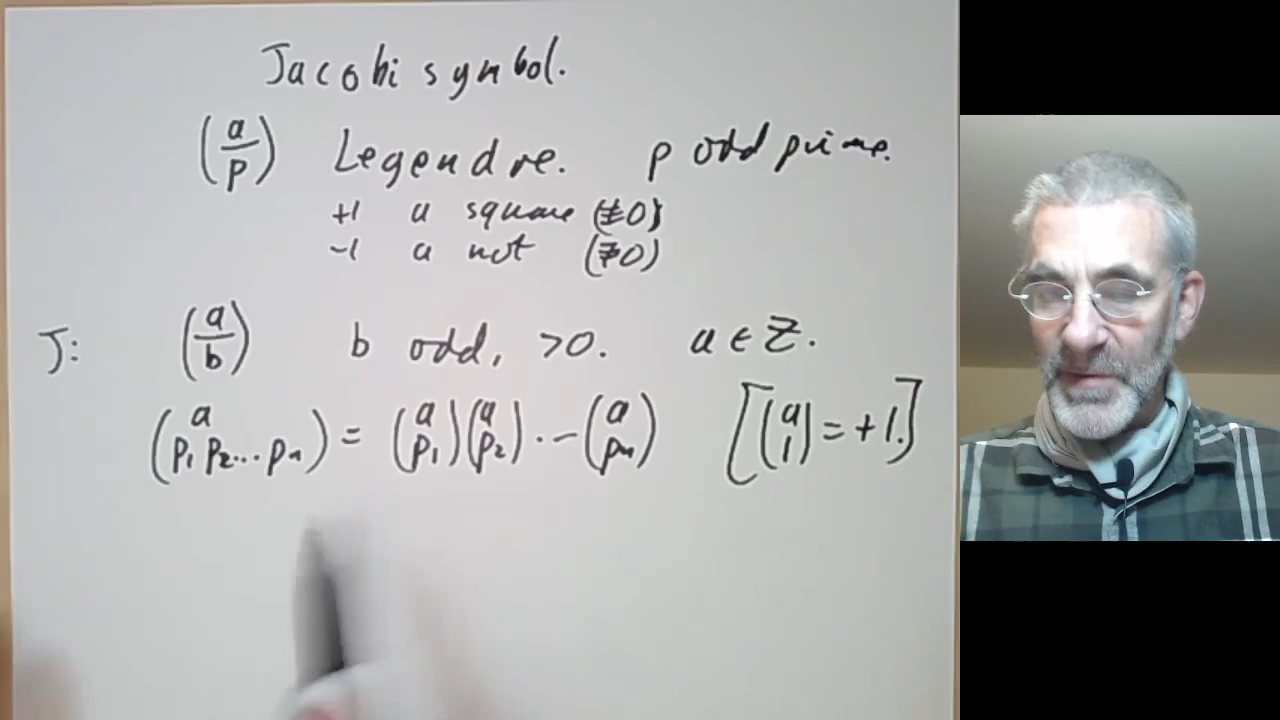 Jacobi symbol.
(a/p) Legendre. p odd prime.
+1 a square (≢0)
-1 a not (≢0)
J: (a/b) b odd, >0. a ∈ Z.
(a/p₁p₂...pₙ) = (a/p₁)(a/p₂)...(a/pₙ) [(a/1) = +1.]